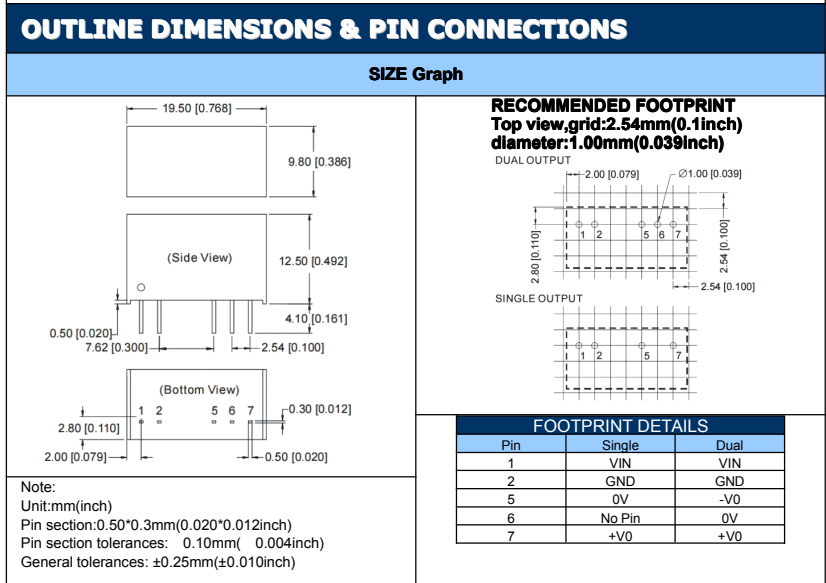 OUTLINE DIMENSIONS & PIN CONNECTIONS
SIZE Graph
19.50 [0.768]
9.80 [0.386]
(Side View)
12.50 [0.492]
4.10 [0.161]
0.50 [0.020]
7.62 [0.300]
2.54 [0.100]
(Bottom View)
1 2 5 6 7
0.30 [0.012]
2.80 [0.110]
2.00 [0.079]
0.50 [0.020]
Note:
Unit:mm(inch)
Pin section:0.50*0.3mm(0.020*0.012inch)
Pin section tolerances: 0.10mm( 0.004inch)
General tolerances: ±0.25mm(±0.010inch)
RECOMMENDED FOOTPRINT
Top view,grid:2.54mm(0.1inch)
diameter:1.00mm(0.039inch)
DUAL OUTPUT
2.00 [0.079]
∅1.00 [0.039]
1 2 5 6 7
2.80 [0.110]
2.54 [0.100]
2.54 [0.100]
SINGLE OUTPUT
1 2 5 7
FOOTPRINT DETAILS
Pin Single Dual
1 VIN VIN
2 GND GND
5 0V -V0
6 No Pin 0V
7 +V0 +V0